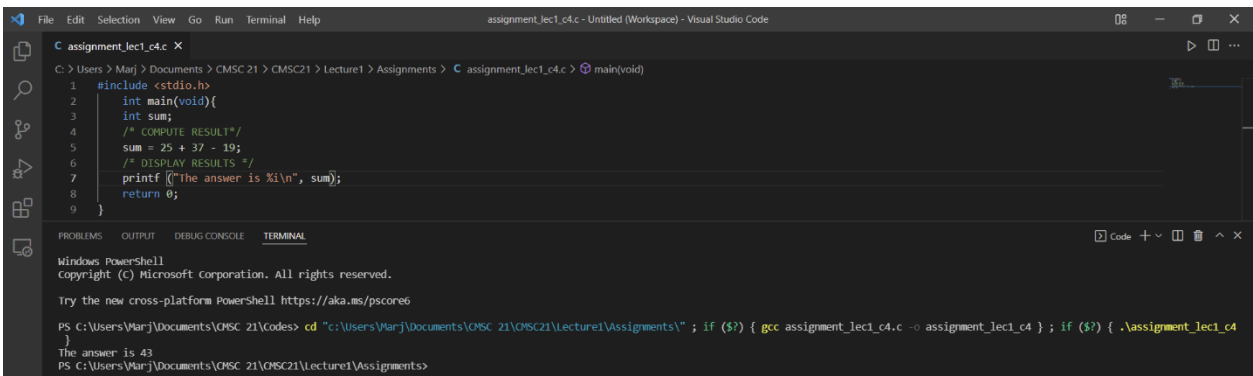 File Edit Selection View Go Run Terminal Help assignment_lec1_c4.c - Untitled (Workspace) - Visual Studio Code
C assignment_lec1_c4.c
C: > Users > Marj > Documents > CMSC 21 > CMSC21 > Lecture1 > Assignments > C assignment_lec1_c4.c > main(void)
1 #include <stdio.h>
2 int main(void){
3 int sum;
4 /* COMPUTE RESULT*/
5 sum = 25 + 37 - 19;
6 /* DISPLAY RESULTS */
7 printf ("The answer is %i\n", sum);
8 return 0;
9 }
PROBLEMS OUTPUT DEBUG CONSOLE TERMINAL Code
Windows PowerShell
Copyright (C) Microsoft Corporation. All rights reserved.
Try the new cross-platform PowerShell https://aka.ms/pscore6
PS C:\Users\Marj\Documents\CMSC 21\Codes> cd "c:\Users\Marj\Documents\CMSC 21\CMSC21\Lecture1\Assignments\" ; if ($?) { gcc assignment_lec1_c4.c -o assignment_lec1_c4 } ; if ($?) { .\assignment_lec1_c4
}
The answer is 43
PS C:\Users\Marj\Documents\CMSC 21\CMSC21\Lecture1\Assignments>